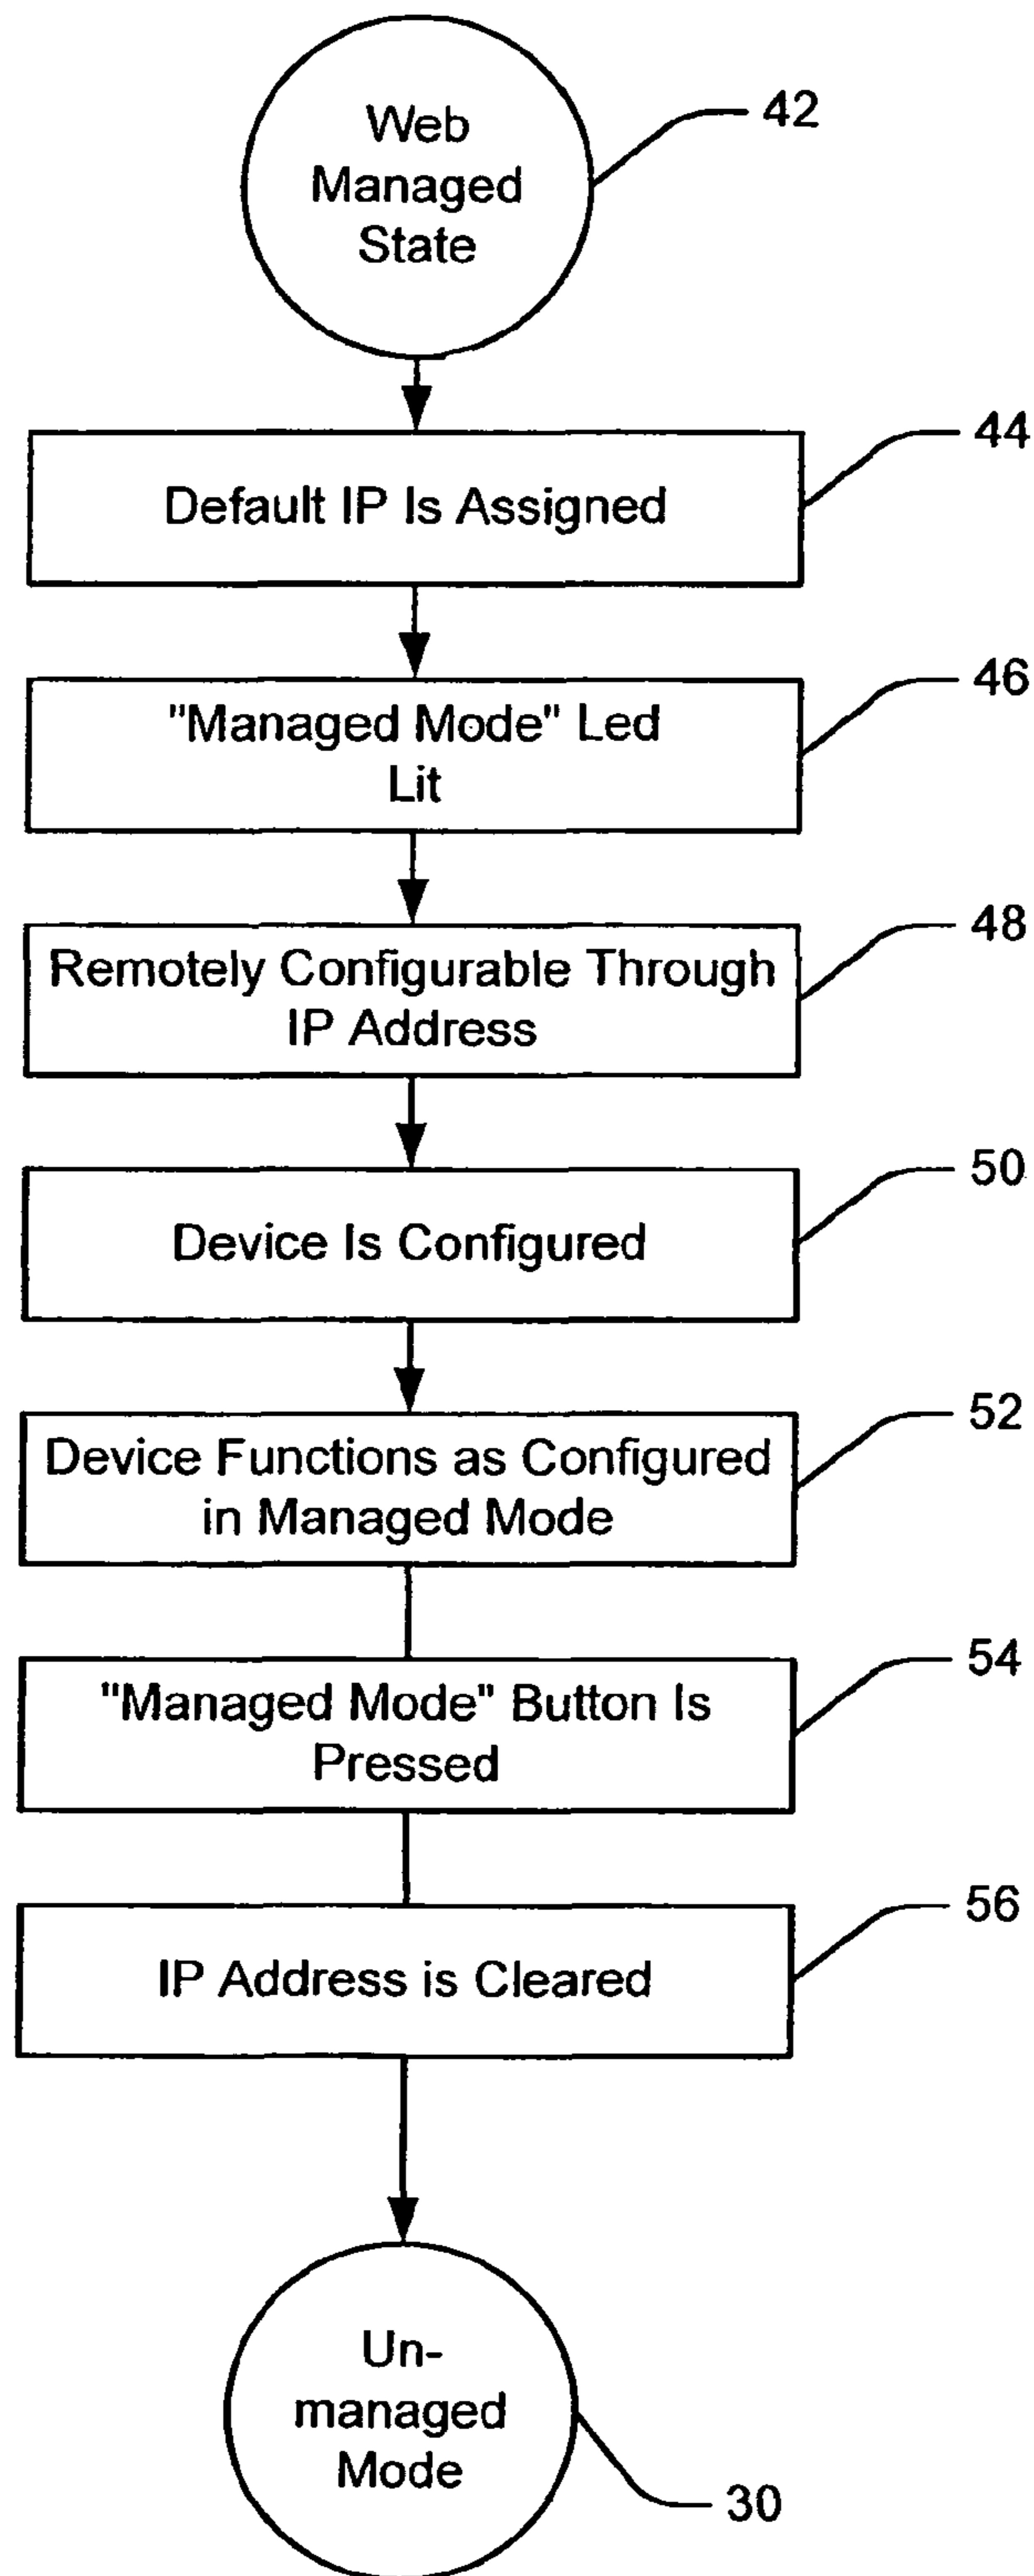 Web
Managed
State
42
Default IP Is Assigned
44
"Managed Mode" Led
Lit
46
Remotely Configurable Through
IP Address
48
Device Is Configured
50
Device Functions as Configured
in Managed Mode
52
"Managed Mode" Button Is
Pressed
54
IP Address is Cleared
56
Un-
managed
Mode
30